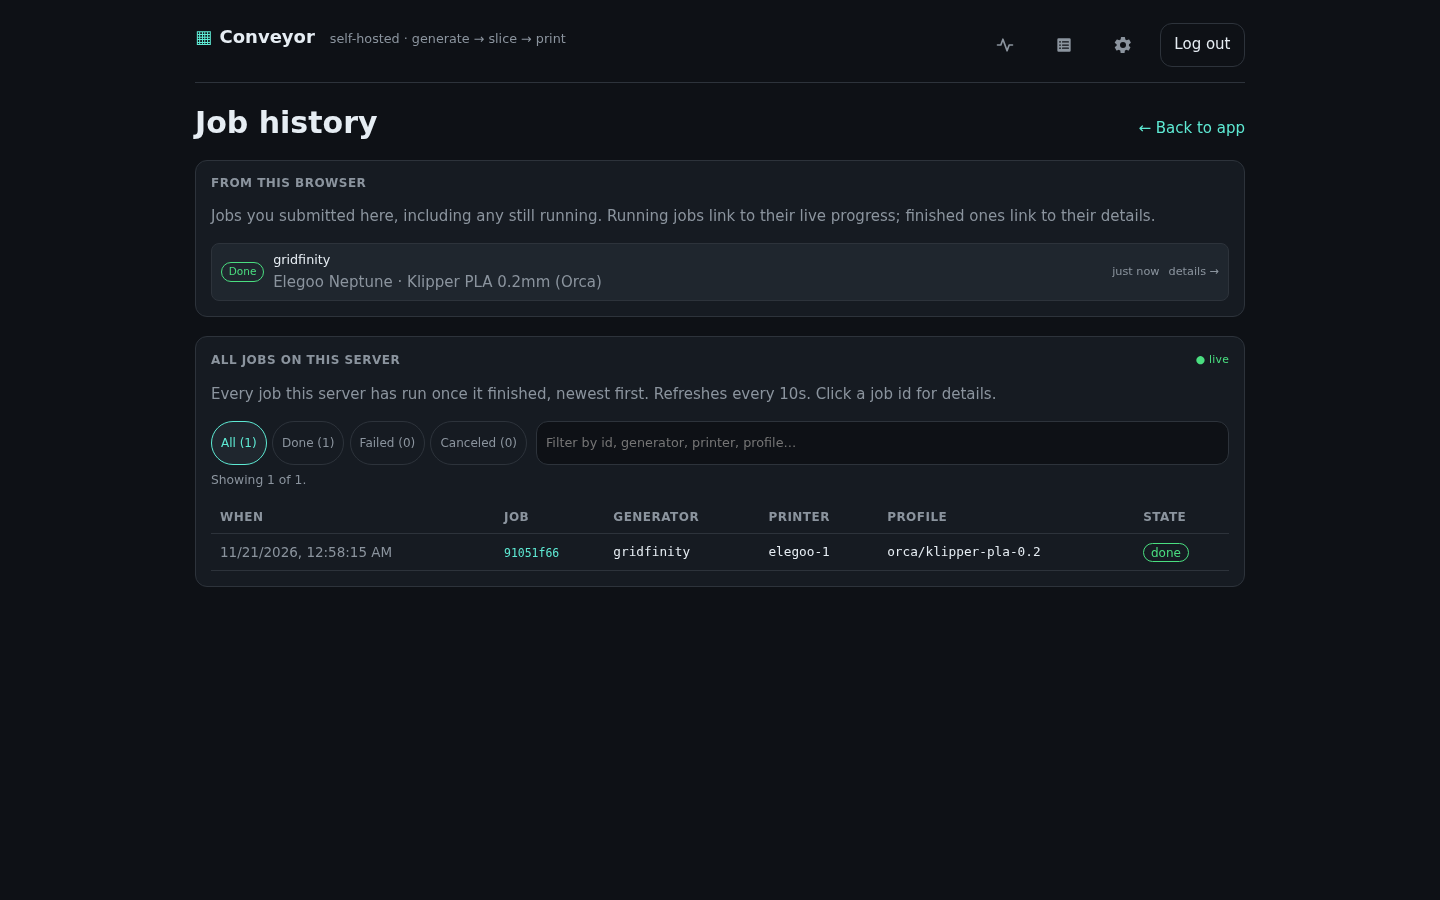 ▦ Conveyor self-hosted · generate → slice → print
Log out
Job history
← Back to app
FROM THIS BROWSER
Jobs you submitted here, including any still running. Running jobs link to their live progress; finished ones link to their details.
Done
gridfinity
Elegoo Neptune · Klipper PLA 0.2mm (Orca)
just now details →
ALL JOBS ON THIS SERVER
● live
Every job this server has run once it finished, newest first. Refreshes every 10s. Click a job id for details.
All (1) Done (1) Failed (0) Canceled (0) Filter by id, generator, printer, profile...
Showing 1 of 1.
WHEN JOB GENERATOR PRINTER PROFILE STATE
11/21/2026, 12:58:15 AM 91051f66 gridfinity elegoo-1 orca/klipper-pla-0.2 done